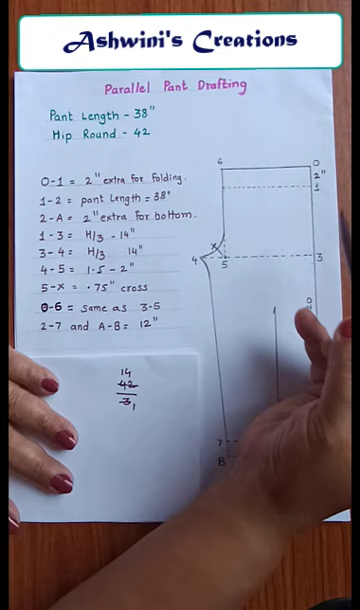 Ashwini's Creations
Parallel Pant Drafting
Pant Length - 38"
Hip Round - 42
0-1 = 2" extra for folding.
1-2 = pant Length = 38"
2-A = 2" extra for bottom.
1-3 = H/3 - 14"
3-4 = H/3 14"
4-5 = 1.5 - 2"
5-x = .75" cross
0-6 = same as 3-5
2-7 and A-B = 12"
14
42
3 1
6 0
2"
1
x
4 5 3
7
B